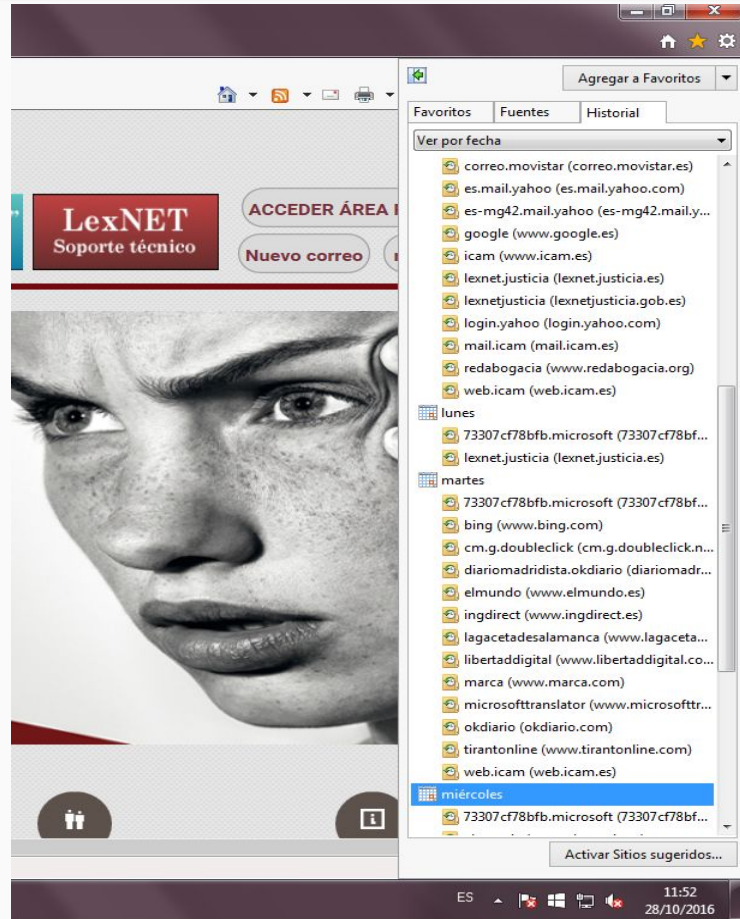 Agregar a Favoritos
Favoritos Fuentes Historial
Ver por fecha
correo.movistar (correo.movistar.es)
es.mail.yahoo (es.mail.yahoo.com)
es-mg42.mail.yahoo (es-mg42.mail.y...
google (www.google.es)
icam (www.icam.es)
lexnet.justicia (lexnet.justicia.es)
lexnetjusticia (lexnetjusticia.gob.es)
login.yahoo (login.yahoo.com)
mail.icam (mail.icam.es)
redabogacia (www.redabogacia.org)
web.icam (web.icam.es)
lunes
73307cf78bfb.microsoft (73307cf78bf...
lexnet.justicia (lexnet.justicia.es)
martes
73307cf78bfb.microsoft (73307cf78bf...
bing (www.bing.com)
cm.g.doubleclick (cm.g.doubleclick.n...
diariomadridista.okdiario (diariomadr...
elmundo (www.elmundo.es)
ingdirect (www.ingdirect.es)
lagacetadesalamanca (www.lagaceta...
libertaddigital (www.libertaddigital.co...
marca (www.marca.com)
microsofttranslator (www.microsofttr...
okdiario (okdiario.com)
tirantonline (www.tirantonline.com)
web.icam (web.icam.es)
miércoles
73307cf78bfb.microsoft (73307cf78bf...
Activar Sitios sugeridos...
LexNET
Soporte técnico
ACCEDER ÁREA
Nuevo correo
ES
11:52
28/10/2016